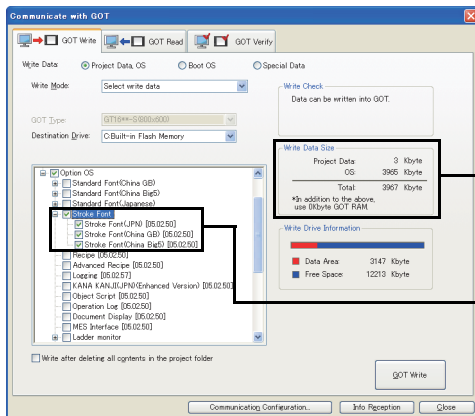 Communicate with GOT
GOT Write
GOT Read
GOT Verify
Write Data:
Project Data, OS
Boot OS
Special Data
Write Mode:
Select write data
GOT Type:
GT15**-S(800x600)
Destination Drive:
C:Built-in Flash Memory
Write Check
Data can be written into GOT.
Write Data Size
Project Data: 3 Kbyte
OS: 3965 Kbyte
Total: 3967 Kbyte
*In addition to the above,
use 0Kbyte GOT RAM.
Write Drive Information
Data Area: 3147 Kbyte
Free Space: 12213 Kbyte
Option OS
Standard Font(China GB)
Standard Font(China Big5)
Standard Font(Japanese)
Stroke Font
Stroke Font(JPN) [05.02.50]
Stroke Font(China GB) [05.02.50]
Stroke Font(China Big5) [05.02.50]
Recipe [05.02.50]
Advanced Recipe [05.02.50]
Logging [05.02.57]
KANA KANJI(JPN)(Enhanced Version) [05.02.50]
Object Script [05.02.50]
Operation Log [05.02.50]
Document Display [05.02.50]
MES Interface [05.02.50]
Ladder monitor
Write after deleting all contents in the project folder
GOT Write
Communication Configuration...
Info Reception
Close